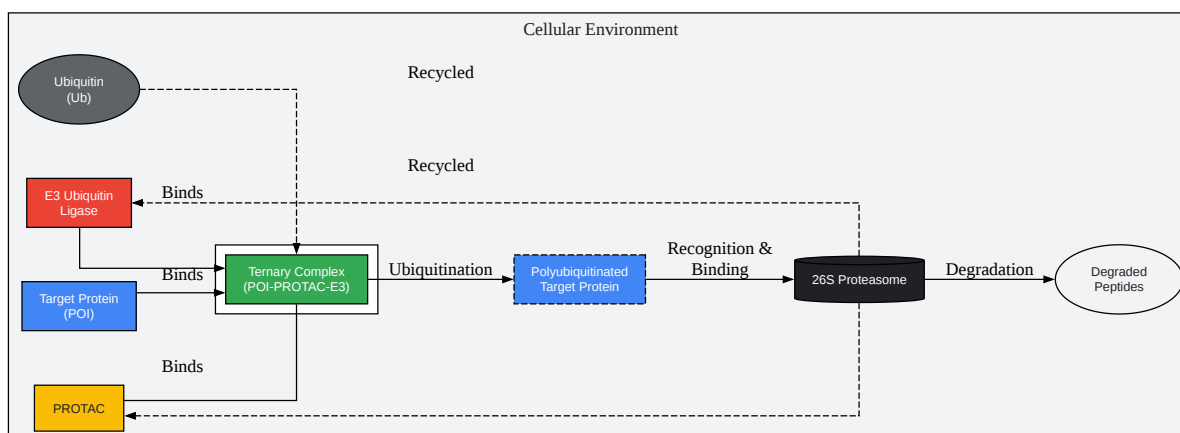 Cellular Environment
Ubiquitin
(Ub)
Recycled
Recycled
E3 Ubiquitin
Ligase
Binds
Target Protein
(POI)
Binds
Ternary Complex
(POI-PROTAC-E3)
Ubiquitination
Polyubiquitinated
Target Protein
Recognition &
Binding
26S Proteasome
Degradation
Degraded
Peptides
Binds
PROTAC